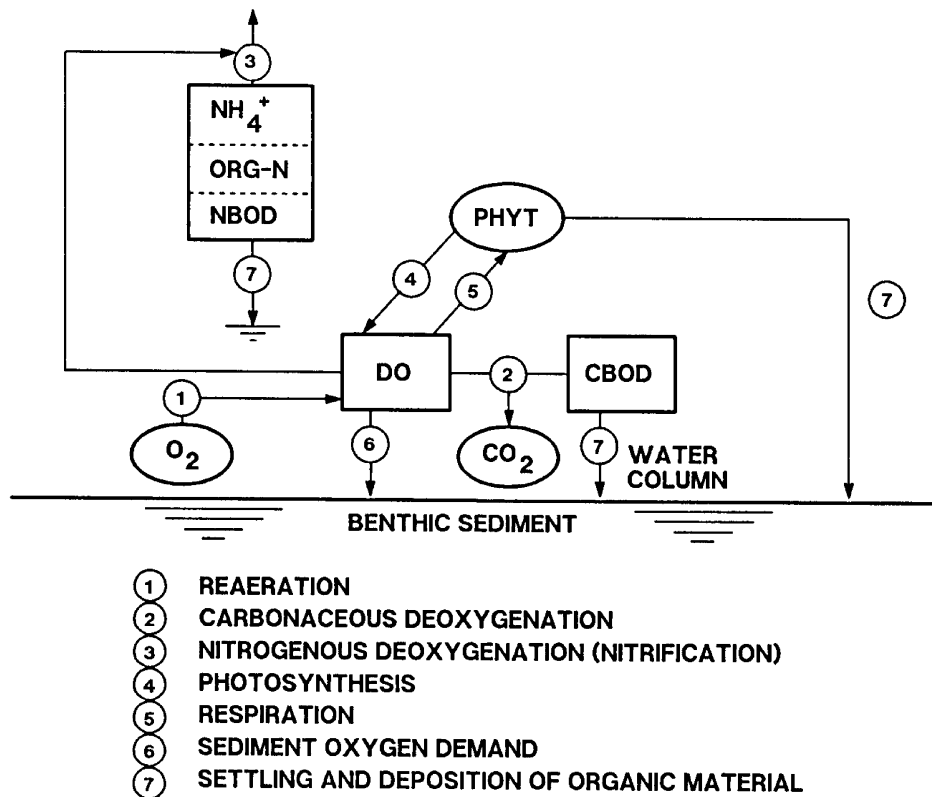 3
NH4+
ORG-N
NBOD
7
PHYT
4
5
7
DO
2
CBOD
1
6
7
O2
CO2
WATER
COLUMN
BENTHIC SEDIMENT
1 REAERATION
2 CARBONACEOUS DEOXYGENATION
3 NITROGENOUS DEOXYGENATION (NITRIFICATION)
4 PHOTOSYNTHESIS
5 RESPIRATION
6 SEDIMENT OXYGEN DEMAND
7 SETTLING AND DEPOSITION OF ORGANIC MATERIAL